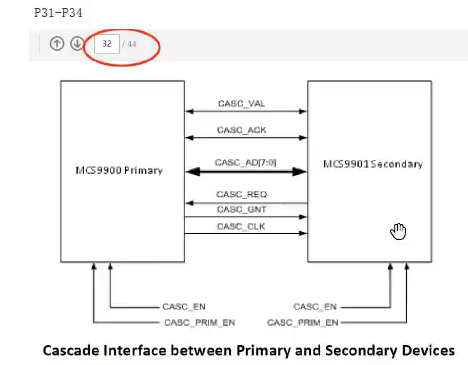 P31-P34
32 / 44
CASC_VAL
CASC_ACK
CASC_AD[7:0]
MCS9900 Primary
MCS9901 Secondary
CASC_REQ
CASC_GNT
CASC_CLK
CASC_EN CASC_EN
CASC_PRIM_EN CASC_PRIM_EN
Cascade Interface between Primary and Secondary Devices